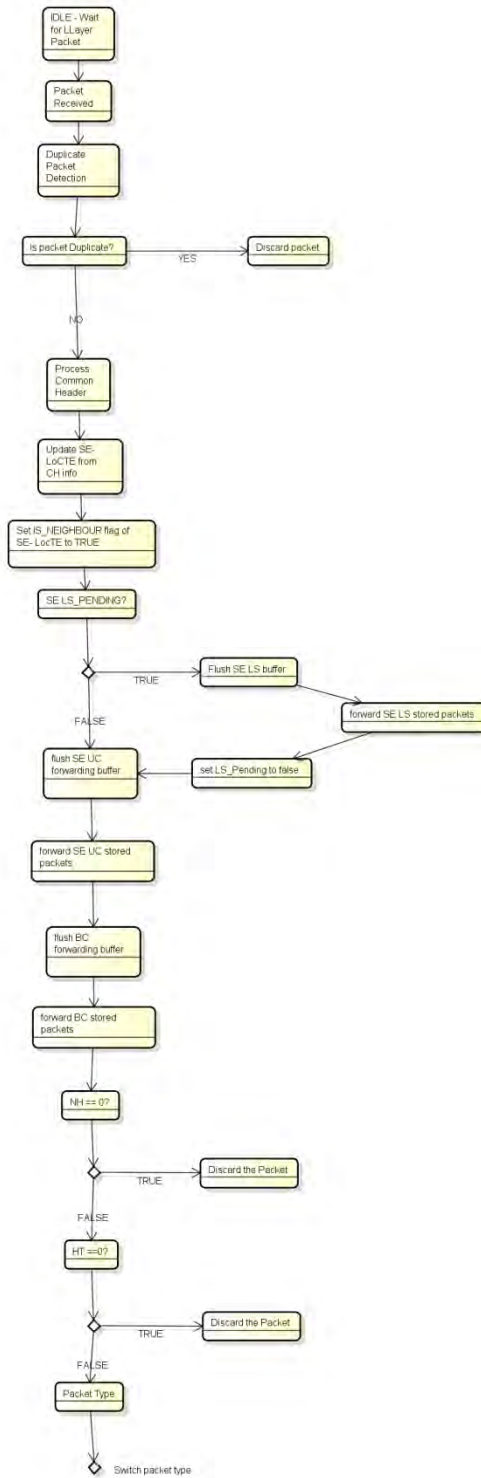 IDLE - Wait
for LLayer
Packet
Packet
Received
Duplicate
Packet
Detection
Is packet Duplicate?
YES
Discard packet
NO
Process
Common
Header
Update SE-
LoCTE from
CH info
Set IS_NEIGHBOUR flag of
SE- LocTE to TRUE
SE LS_PENDING?
TRUE
Flush SE LS buffer
forward SE LS stored packets
set LS_Pending to false
FALSE
flush SE UC
forwarding buffer
forward SE UC stored
packets
flush BC
forwarding buffer
forward BC stored
packets
NH == 0?
TRUE
Discard the Packet
FALSE
HT ==0?
TRUE
Discard the Packet
FALSE
Packet Type
Switch packet type